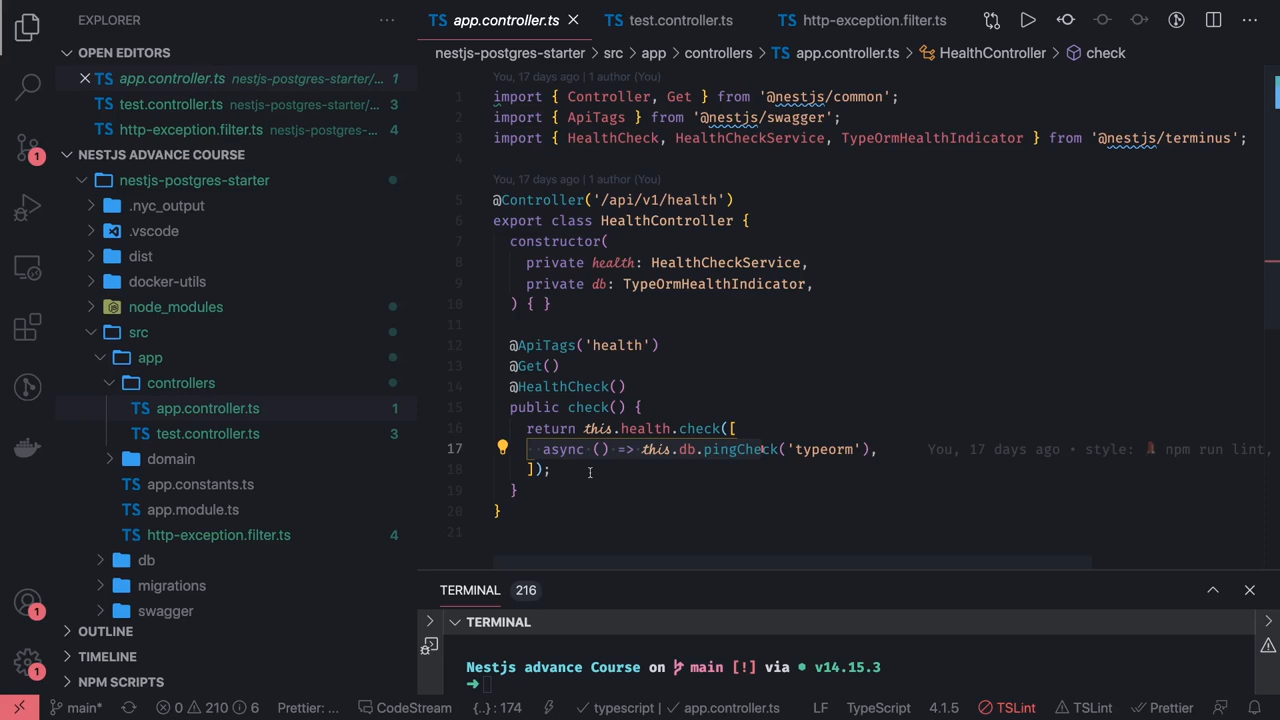 EXPLORER
OPEN EDITORS
app.controller.ts nestjs-postgres-starter/... 1
TS test.controller.ts nestjs-postgres-starter/... 3
TS http-exception.filter.ts nestjs-postgres-... 4
NESTJS ADVANCE COURSE
nestjs-postgres-starter
.nyc_output
.vscode
dist
docker-utils
node_modules
src
app
controllers
TS app.controller.ts 1
TS test.controller.ts 3
domain
TS app.constants.ts
TS app.module.ts
TS http-exception.filter.ts 4
db
migrations
swagger
OUTLINE
TIMELINE
NPM SCRIPTS
1
1
1
TS app.controller.ts TS test.controller.ts TS http-exception.filter.ts
nestjs-postgres-starter > src > app > controllers > TS app.controller.ts > HealthController > check
You, 17 days ago | 1 author (You)
1 import { Controller, Get } from '@nestjs/common';
2 import { ApiTags } from '@nestjs/swagger';
3 import { HealthCheck, HealthCheckService, TypeOrmHealthIndicator } from '@nestjs/terminus';
4
You, 17 days ago | 1 author (You)
5 @Controller('/api/v1/health')
6 export class HealthController {
7 constructor(
8 private health: HealthCheckService,
9 private db: TypeOrmHealthIndicator,
10 ) { }
11
12 @ApiTags('health')
13 @Get()
14 @HealthCheck()
15 public check() {
16 return this.health.check([
17 async () => this.db.pingCheck('typeorm'), You, 17 days ago • style: npm run lint,
18 ]);
19 }
20 }
21
TERMINAL 216
TERMINAL
Nestjs advance Course on main [!] via v14.15.3
➜
main* 0 210 6 Prettier: ... CodeStream {..} : 174 typescript | app.controller.ts LF TypeScript 4.1.5 TSLint TSLint Prettier